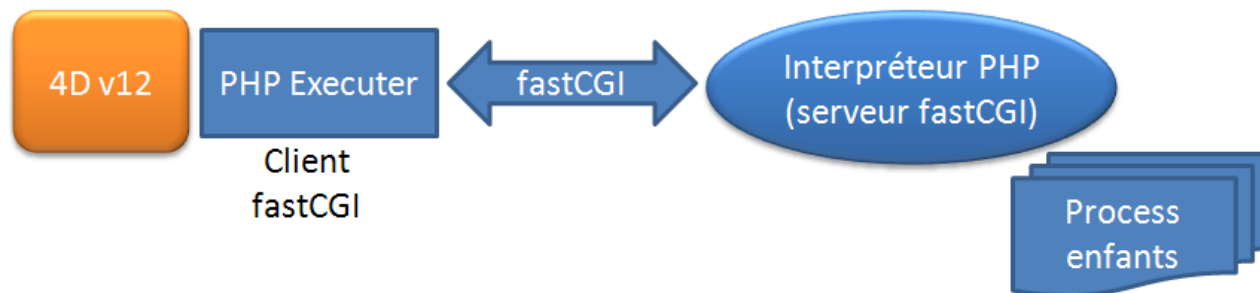 4D v12
PHP Executer
fastCGI
Interpréteur PHP
(serveur fastCGI)
Client
fastCGI
Process
enfants